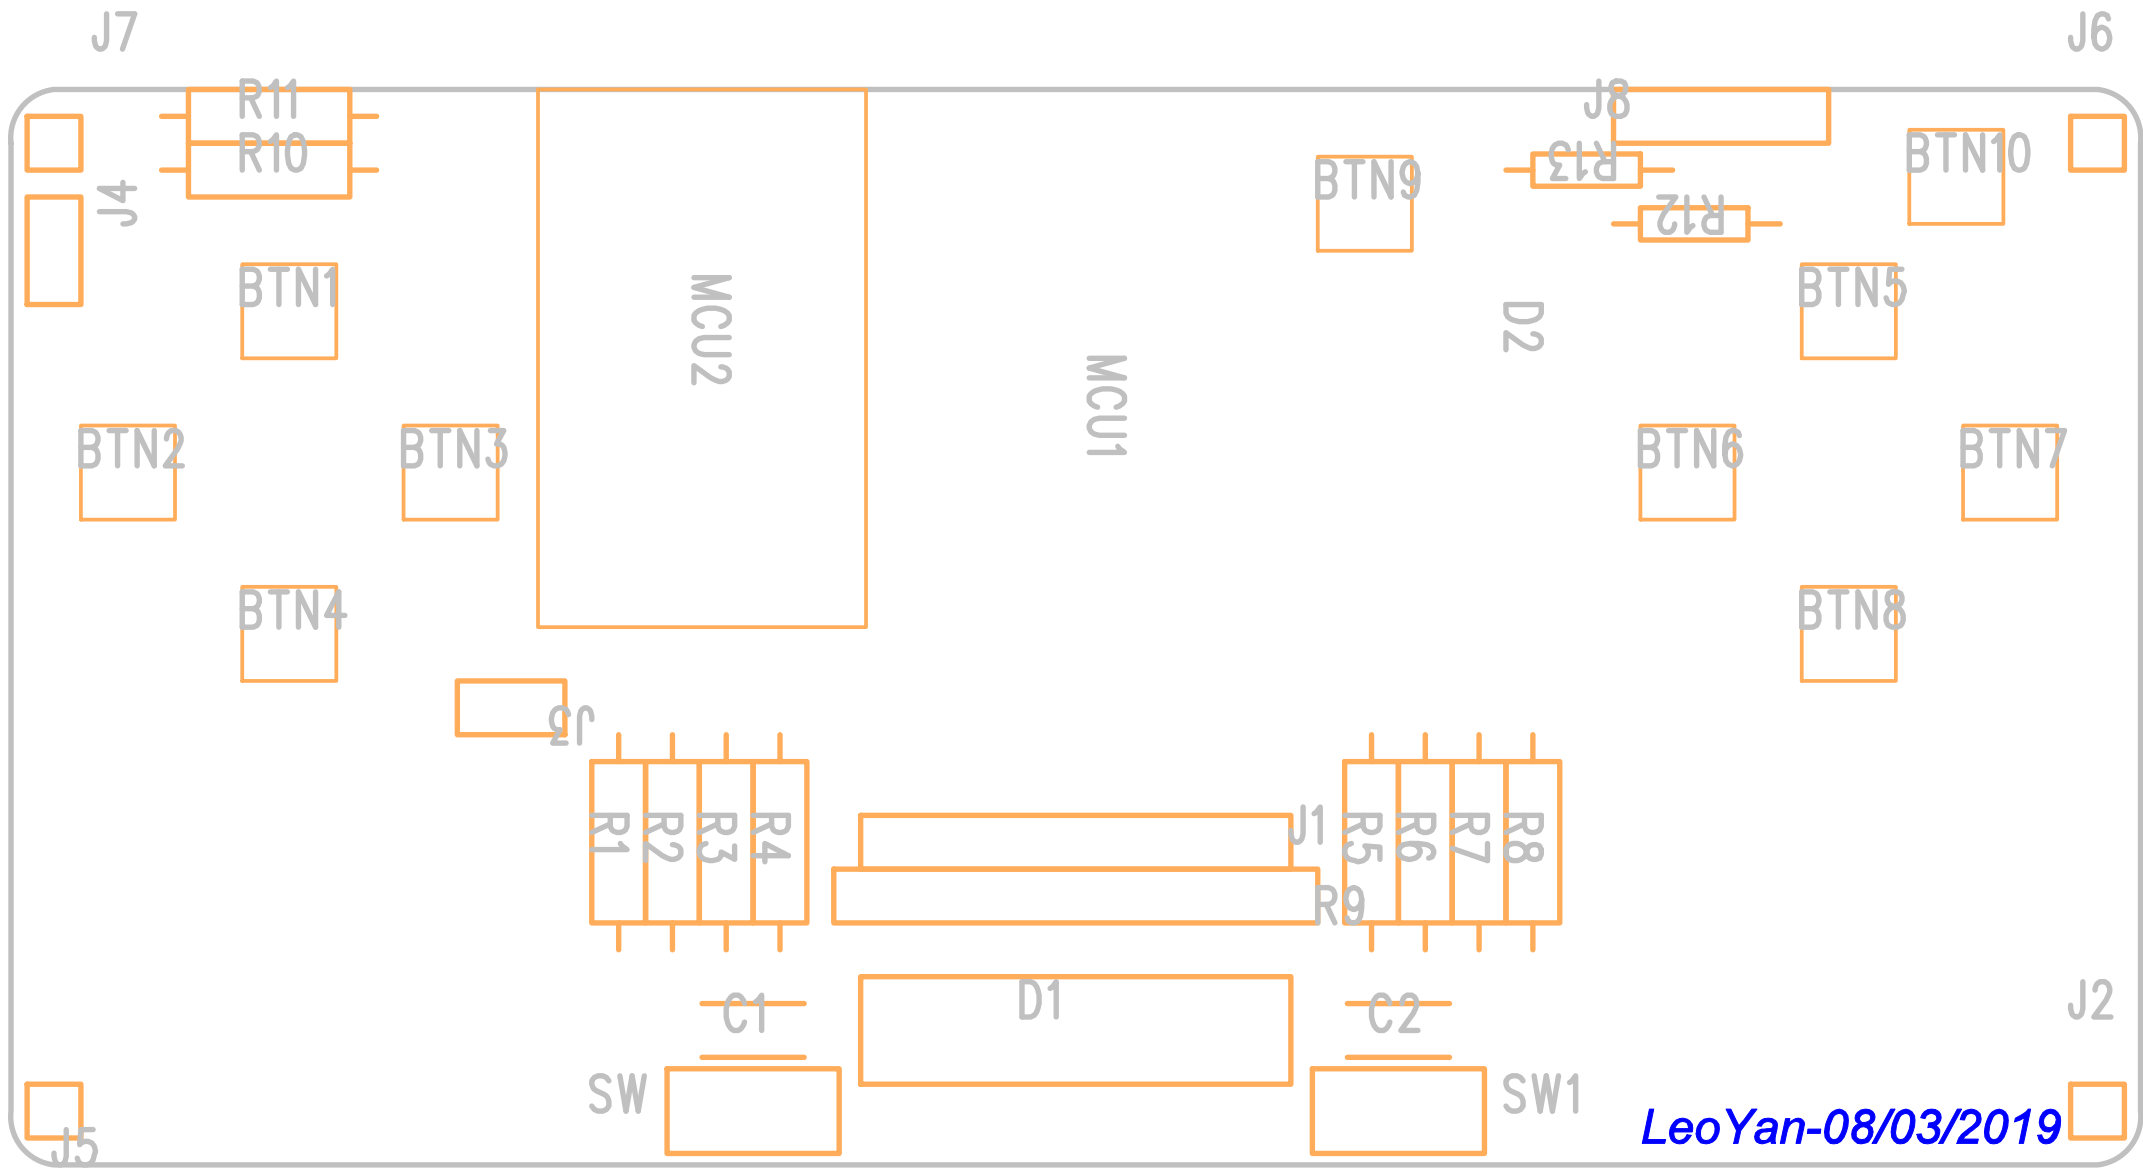 J7
J6
R11
J8
R10
BTN10
R13
BTN9
J4
R12
BTN1
BTN5
MCU2
D2
MCU1
BTN2
BTN3
BTN6
BTN7
BTN4
BTN8
J3
R1
R2
R3
R4
J1
R5
R6
R7
R8
R9
C1
D1
C2
J2
SW
SW1
LeoYan-08/03/2019
J5